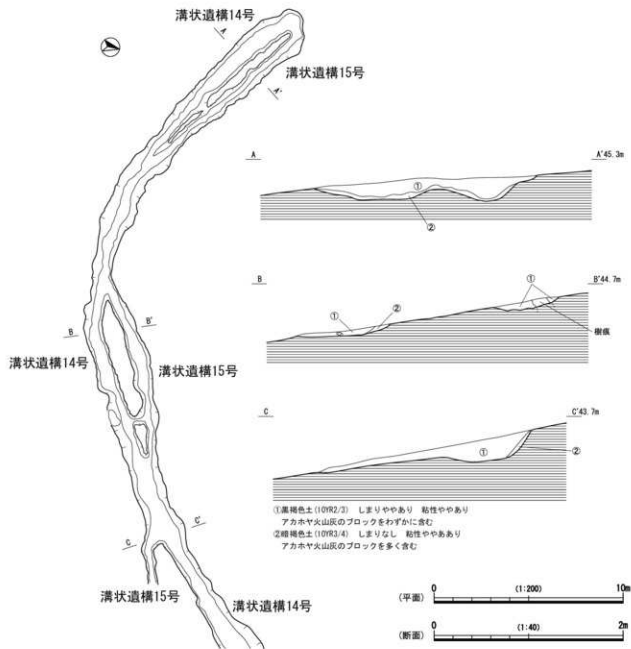 溝状遺構14号
A
溝状遺構15号
A'
A
A'45.3m
①
②
B
B'44.7m
①
②
①
樹痕
B
B'
溝状遺構14号
溝状遺構15号
C
C'43.7m
①
②
①黒褐色土(10YR2/3) しまりややあり 粘性ややあり
アカホヤ火山灰のブロックをわずかに含む
②暗褐色土(10YR3/4) しまりなし 粘性ややああり
アカホヤ火山灰のブロックを多く含む
C
C'
溝状遺構15号
溝状遺構14号
(平面)
0
(1:200)
10m
(断面)
0
(1:40)
2m